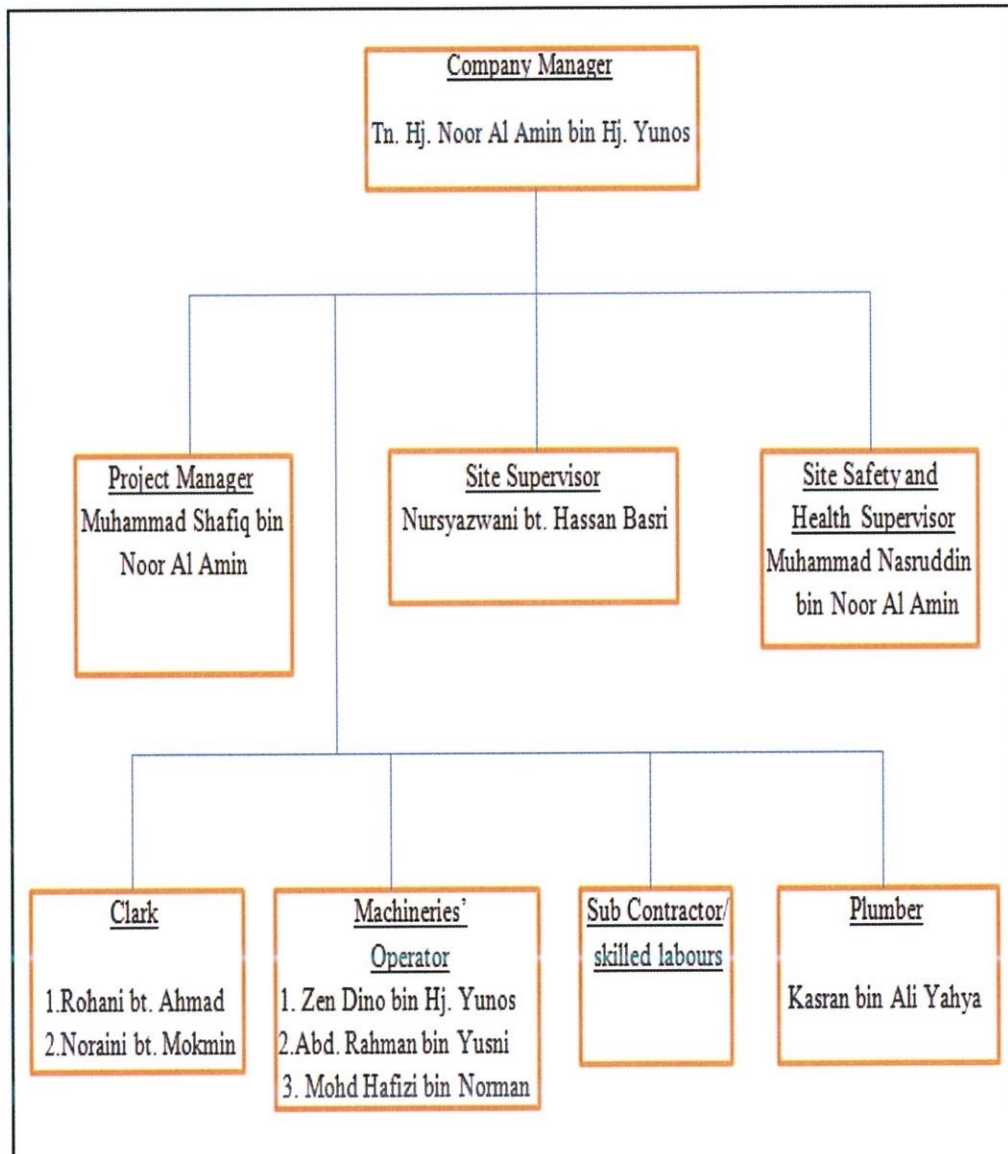 Company Manager
Tn. Hj. Noor Al Amin bin Hj. Yunos
Project Manager
Muhammad Shafiq bin
Noor Al Amin
Site Supervisor
Nursyazwani bt. Hassan Basri
Site Safety and
Health Supervisor
Muhammad Nasruddin
bin Noor Al Amin
Clark
1.Rohani bt. Ahmad
2.Noraini bt. Mokmin
Machineries’
Operator
1. Zen Dino bin Hj. Yunos
2.Abd. Rahman bin Yusni
3. Mohd Hafizi bin Norman
Sub Contractor/
skilled labours
Plumber
Kasran bin Ali Yahya